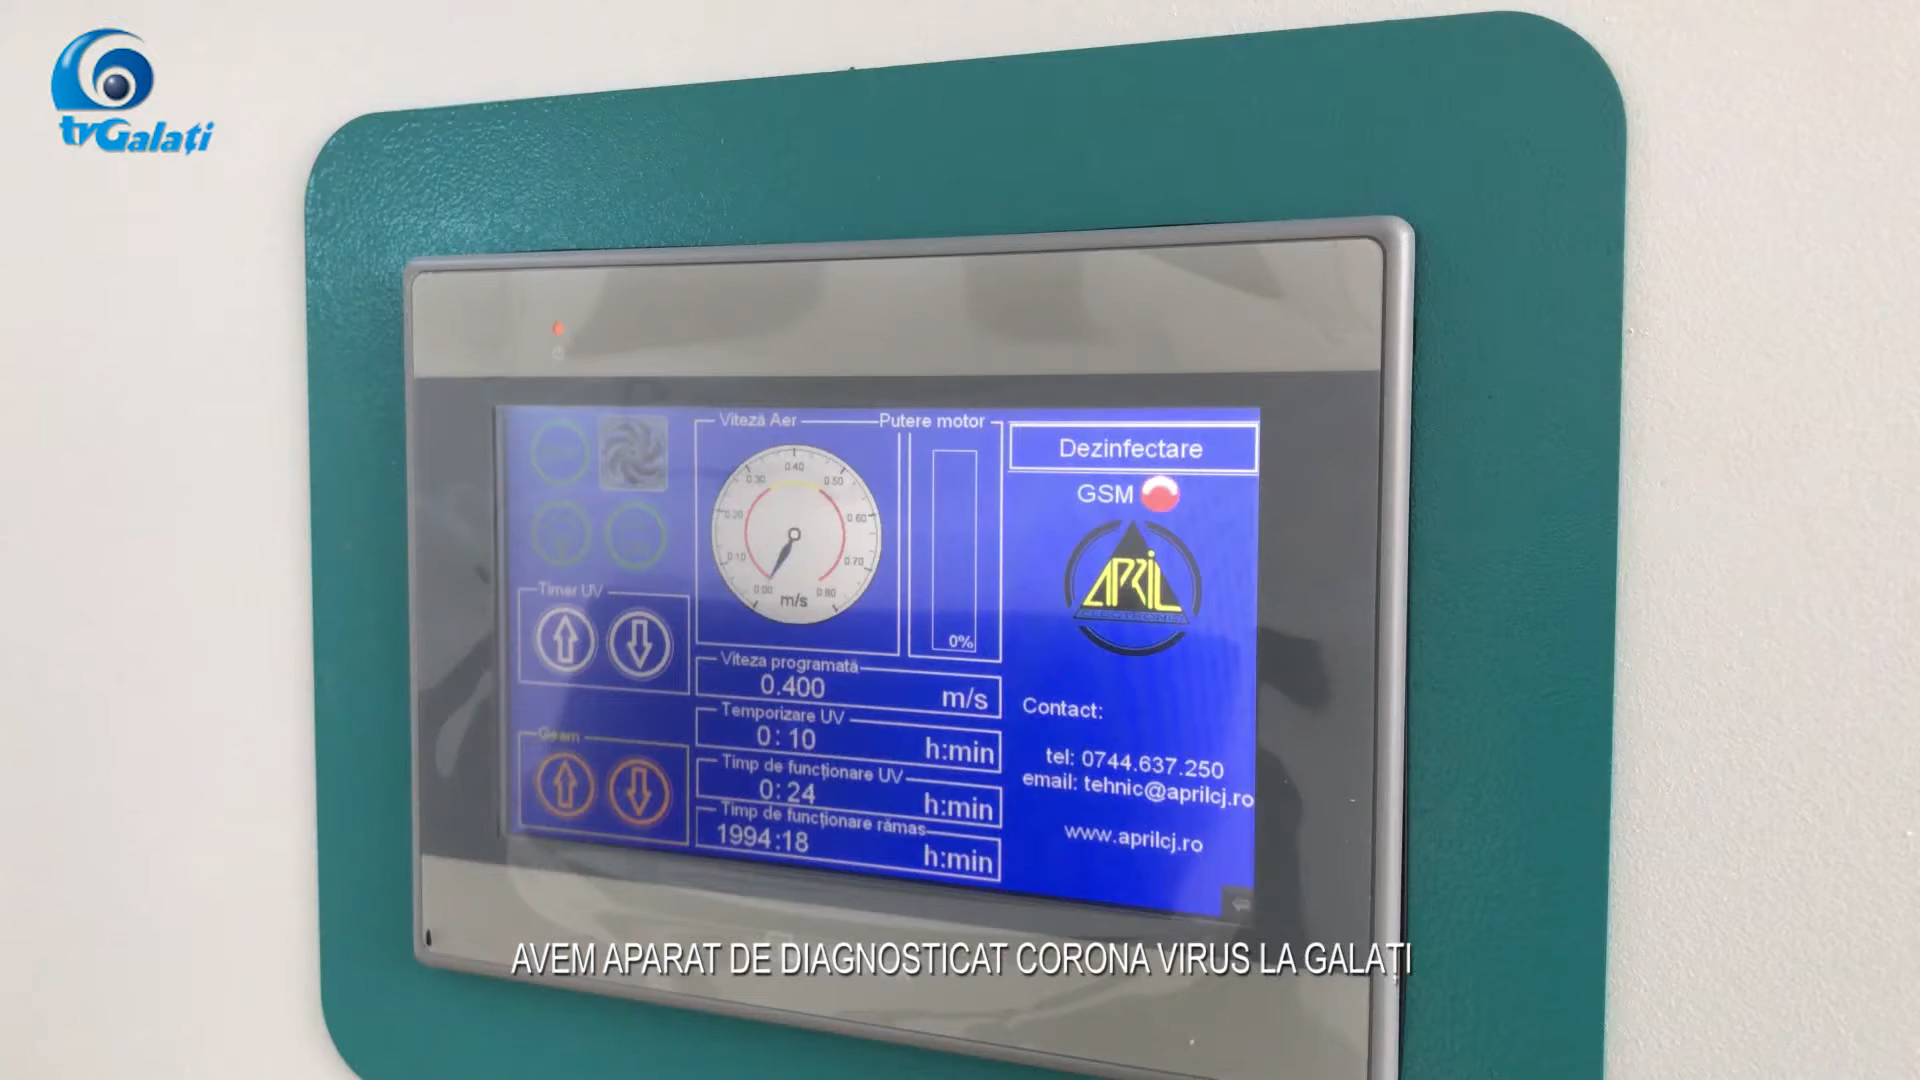 tvGalați
Viteză Aer
Putere motor
0.00
0.10
0.20
0.30
0.40
0.50
0.60
0.70
0.80
m/s
0%
Dezinfectare
GSM
APRIL
Timer UV
Geam
Viteza programată
0.400 m/s
Temporizare UV
0:10 h:min
Timp de funcționare UV
0:24 h:min
Timp de funcționare rămas
1994:18 h:min
Contact:
tel: 0744.637.250
email: tehnic@aprilcj.ro
www.aprilcj.ro
AVEM APARAT DE DIAGNOSTICAT CORONA VIRUS LA GALAȚI